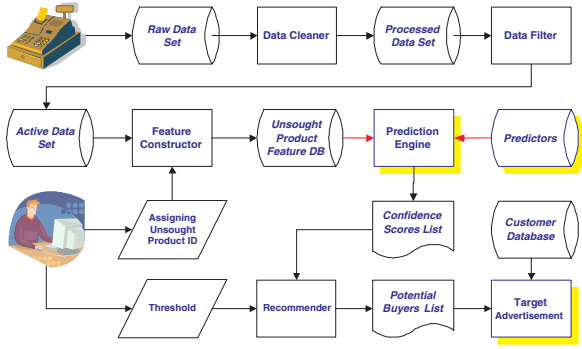 Raw Data
Set
Data Cleaner
Processed
Data Set
Data Filter
Active Data
Set
Feature
Constructor
Unsought
Product
Feature DB
Prediction
Engine
Predictors
Assigning
Unsought
Product ID
Confidence
Scores List
Customer
Database
Threshold
Recommender
Potential
Buyers List
Target
Advertisement